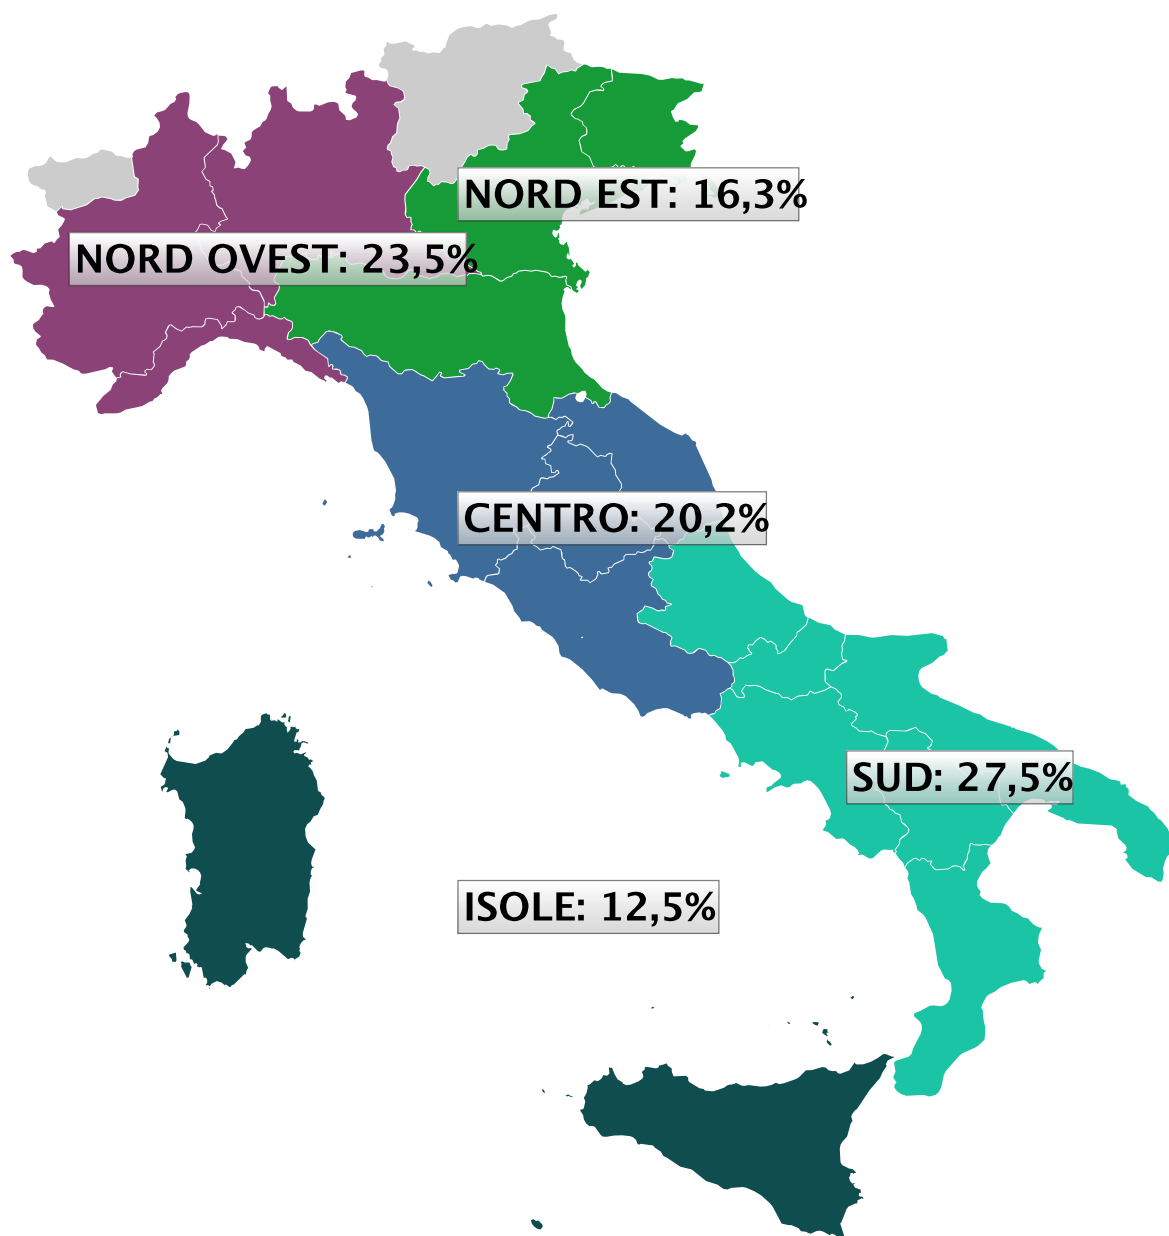 NORD EST: 16,3%
NORD OVEST: 23,5%
CENTRO: 20,2%
SUD: 27,5%
ISOLE: 12,5%